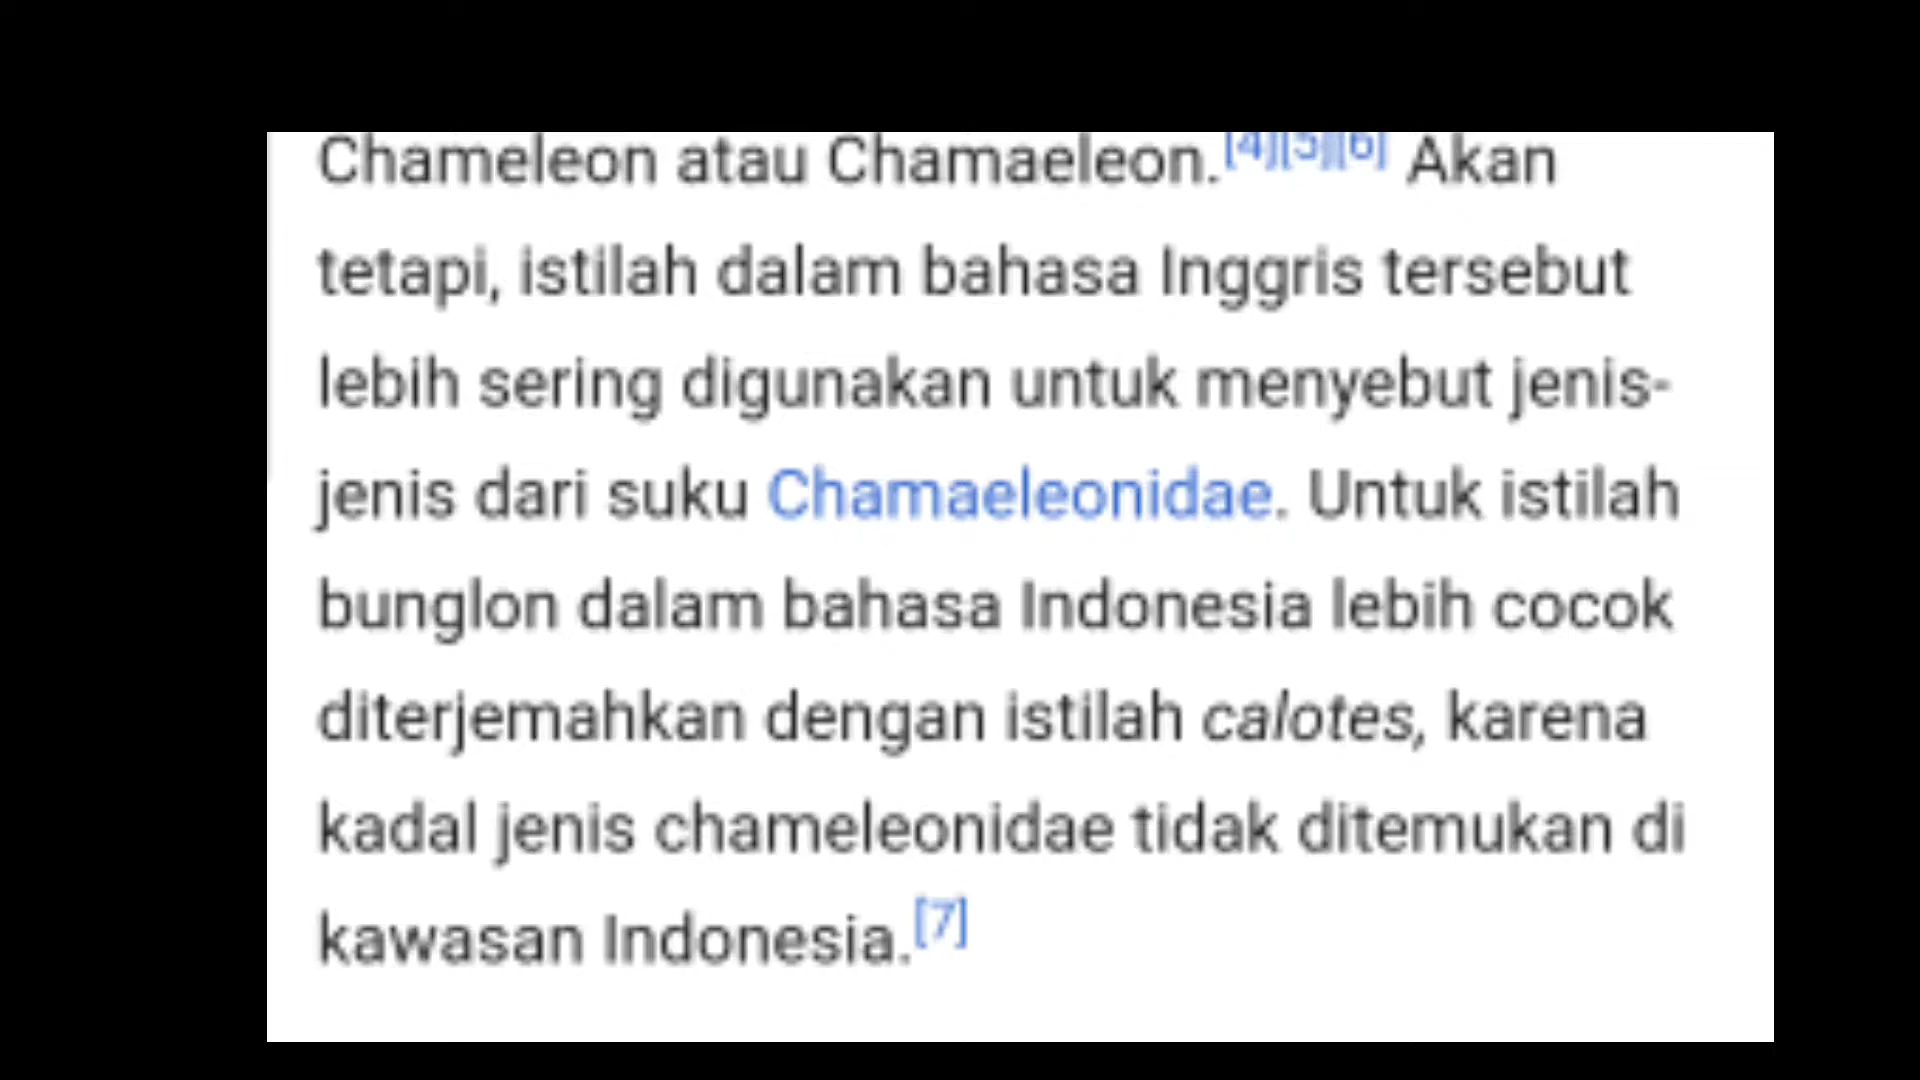 Chameleon atau Chamaeleon.[4][5][6] Akan
tetapi, istilah dalam bahasa Inggris tersebut
lebih sering digunakan untuk menyebut jenis-
jenis dari suku Chamaeleonidae. Untuk istilah
bunglon dalam bahasa Indonesia lebih cocok
diterjemahkan dengan istilah calotes, karena
kadal jenis chameleonidae tidak ditemukan di
kawasan Indonesia.[7]